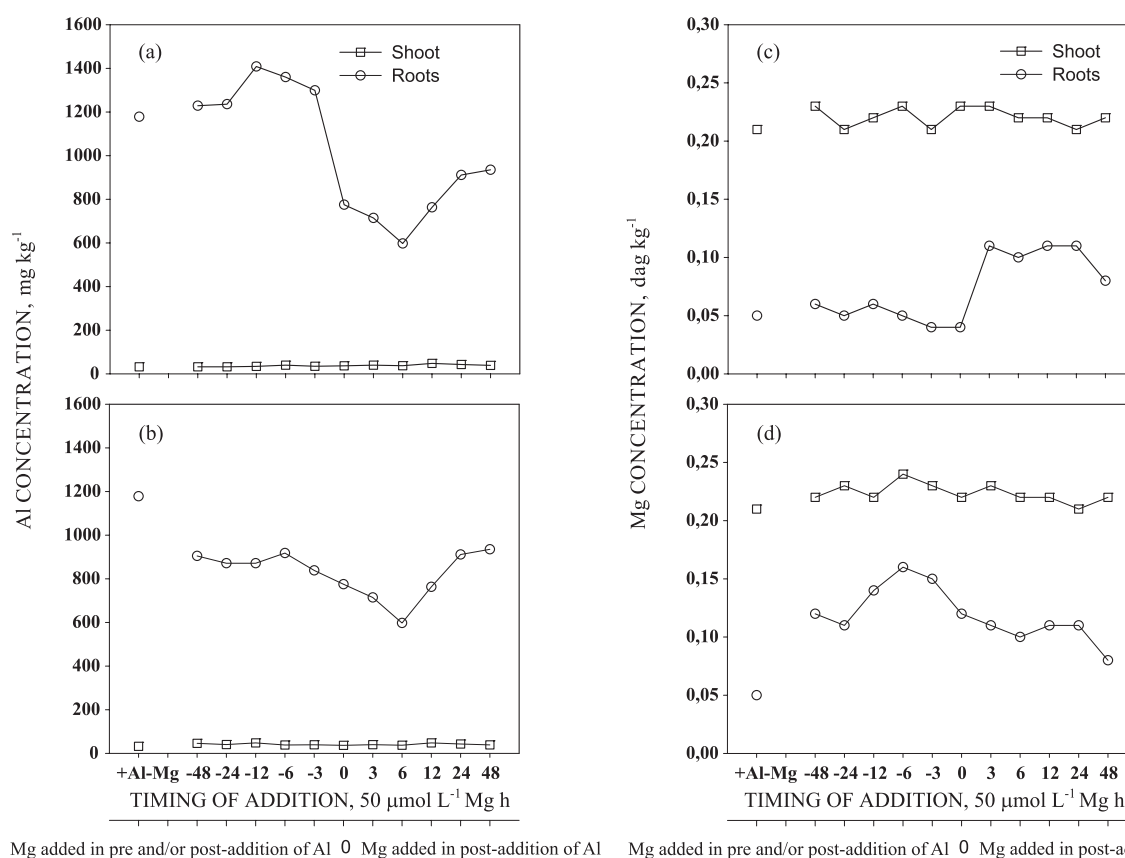 Al CONCENTRATION, mg kg-1
1600
1400
1200
1000
800
600
400
200
0
(a)
Shoot
Roots
1600
1400
1200
1000
800
600
400
200
0
(b)
+Al-Mg -48 -24 -12 -6 -3 0 3 6 12 24 48
TIMING OF ADDITION, 50 μmol L-1 Mg h
Mg added in pre and/or post-addition of Al 0 Mg added in post-addition of Al
Mg CONCENTRATION, dag kg-1
0,30
0,25
0,20
0,15
0,10
0,05
0,00
(c)
Shoot
Roots
0,30
0,25
0,20
0,15
0,10
0,05
0,00
(d)
+Al-Mg -48 -24 -12 -6 -3 0 3 6 12 24 48
TIMING OF ADDITION, 50 μmol L-1 Mg h
Mg added in pre and/or post-addition of Al 0 Mg added in post-ad